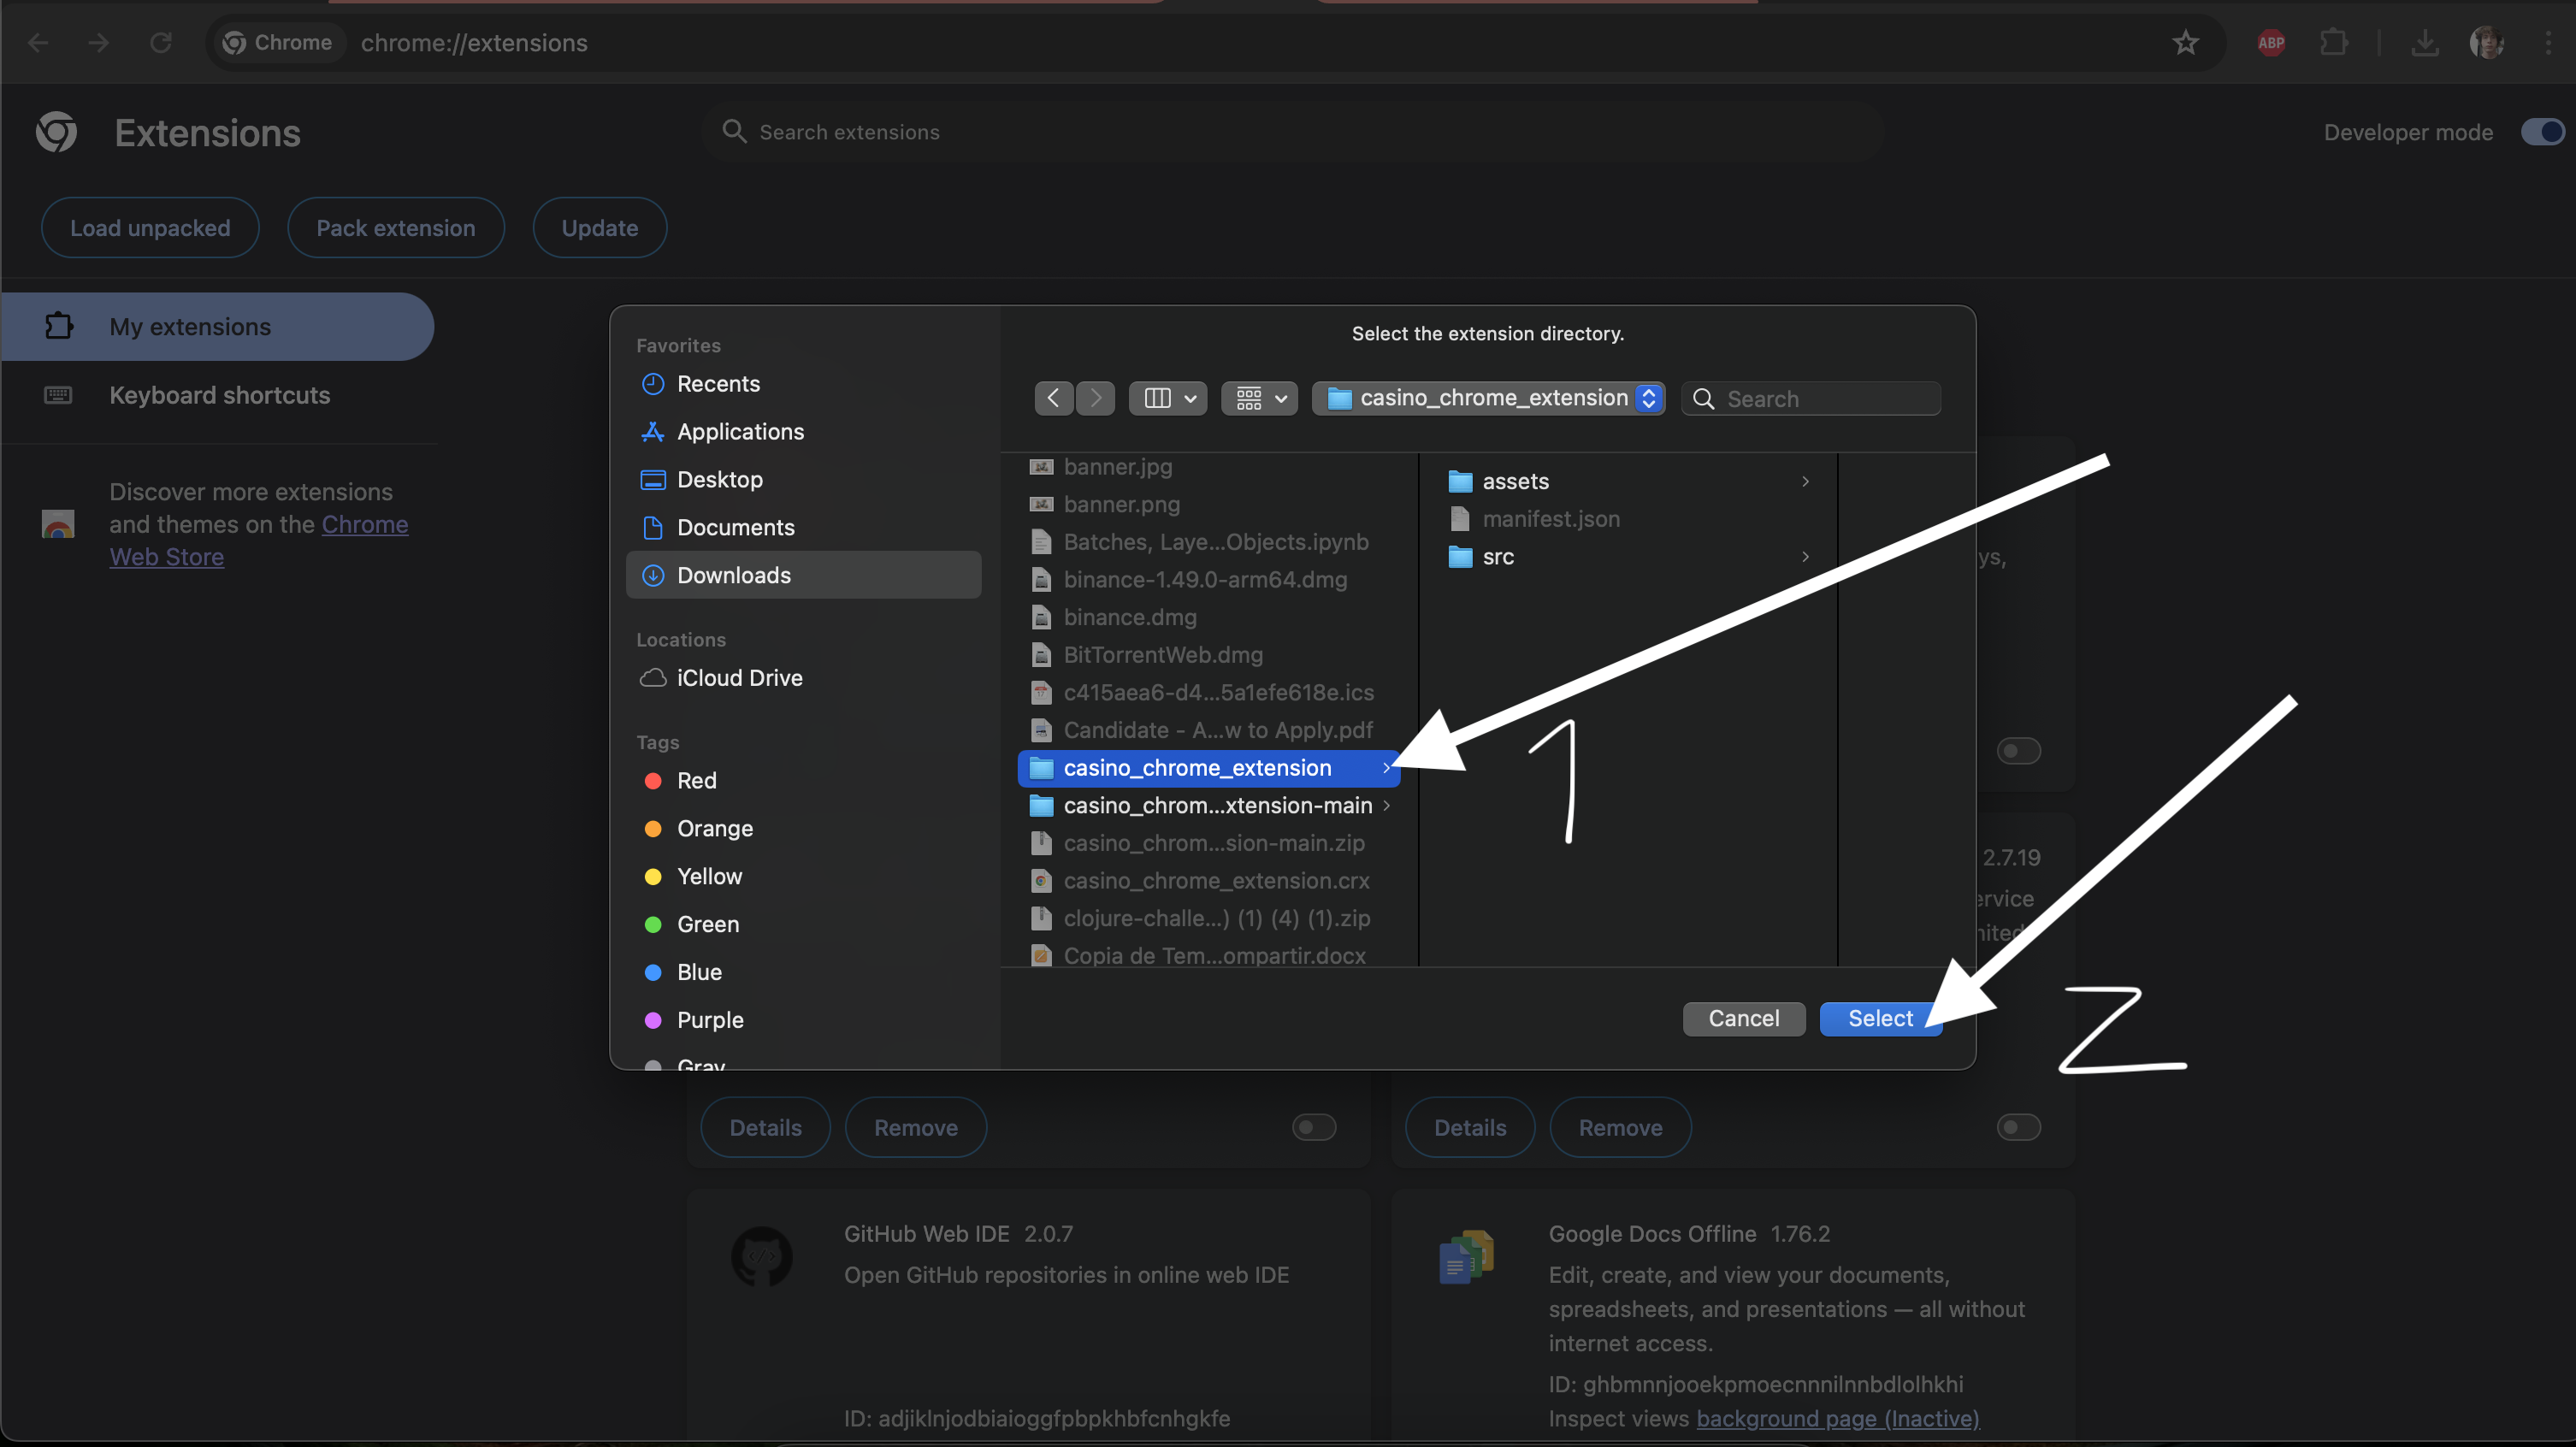 Chrome
chrome://extensions
ABP
Extensions
Search extensions
Developer mode
Load unpacked
Pack extension
Update
My extensions
Keyboard shortcuts
Discover more extensions
and themes on the Chrome
Web Store
Select the extension directory.
casino_chrome_extension
Search
Favorites
Recents
Applications
Desktop
Documents
Downloads
Locations
iCloud Drive
Tags
Red
Orange
Yellow
Green
Blue
Purple
Gray
banner.jpg
banner.png
Batches, Laye...Objects.ipynb
binance-1.49.0-arm64.dmg
binance.dmg
BitTorrentWeb.dmg
c415aea6-d4...5a1efe618e.ics
Candidate - A...w to Apply.pdf
casino_chrome_extension
casino_chrom...xtension-main
casino_chrom...sion-main.zip
casino_chrome_extension.crx
clojure-challe...) (1) (4) (1).zip
Copia de Tem...ompartir.docx
assets
manifest.json
src
1
Cancel
Select
2
ys,
2.7.19
Details
Remove
Details
Remove
GitHub Web IDE 2.0.7
Open GitHub repositories in online web IDE
ID: adjiklnjodbiaioggfpbpkhbfcnhgkfe
Google Docs Offline 1.76.2
Edit, create, and view your documents,
spreadsheets, and presentations — all without
internet access.
ID: ghbmnnjooekpmoecnnnilnnbdlolhkhi
Inspect views background page (Inactive)